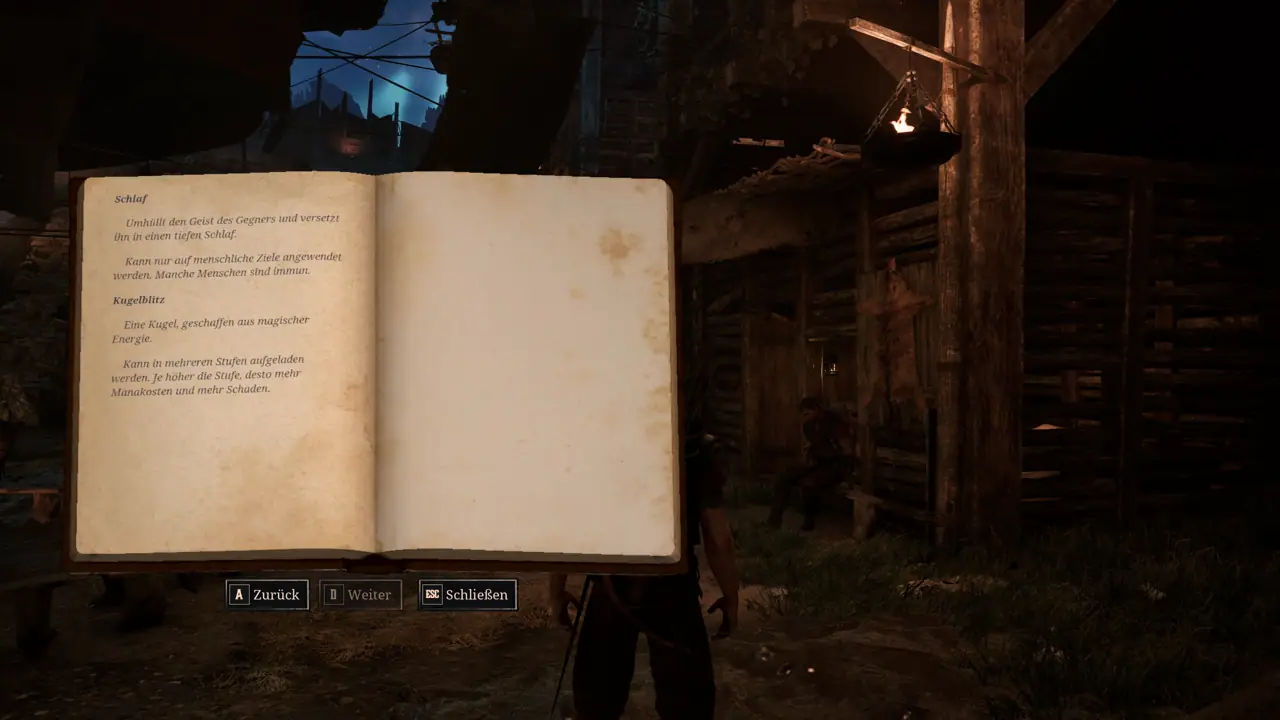 Schlaf
Umhüllt den Geist des Gegners und versetzt
ihn in einen tiefen Schlaf.
Kann nur auf menschliche Ziele angewendet
werden. Manche Menschen sind immun.
Kugelblitz
Eine Kugel, geschaffen aus magischer
Energie.
Kann in mehreren Stufen aufgeladen
werden. Je höher die Stufe, desto mehr
Manakosten und mehr Schaden.
A Zurück D Weiter ESC Schließen